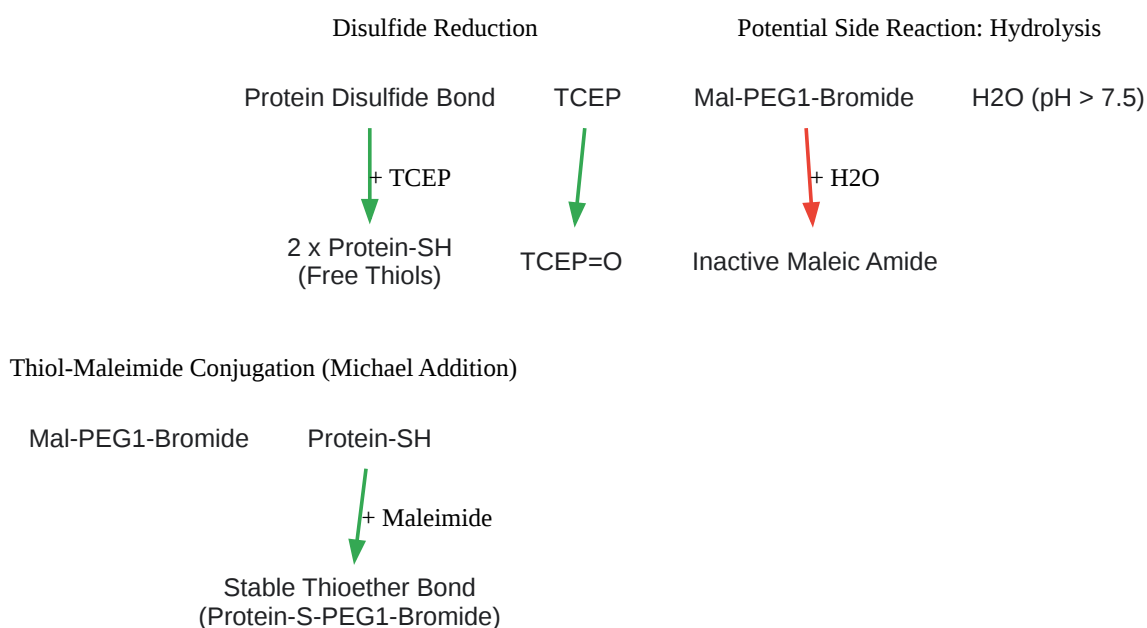 Disulfide Reduction
Potential Side Reaction: Hydrolysis
Protein Disulfide Bond
TCEP
Mal-PEG1-Bromide
H2O (pH > 7.5)
+ TCEP
+ H2O
2 x Protein-SH
(Free Thiols)
TCEP=O
Inactive Maleic Amide
Thiol-Maleimide Conjugation (Michael Addition)
Mal-PEG1-Bromide
Protein-SH
+ Maleimide
Stable Thioether Bond
(Protein-S-PEG1-Bromide)